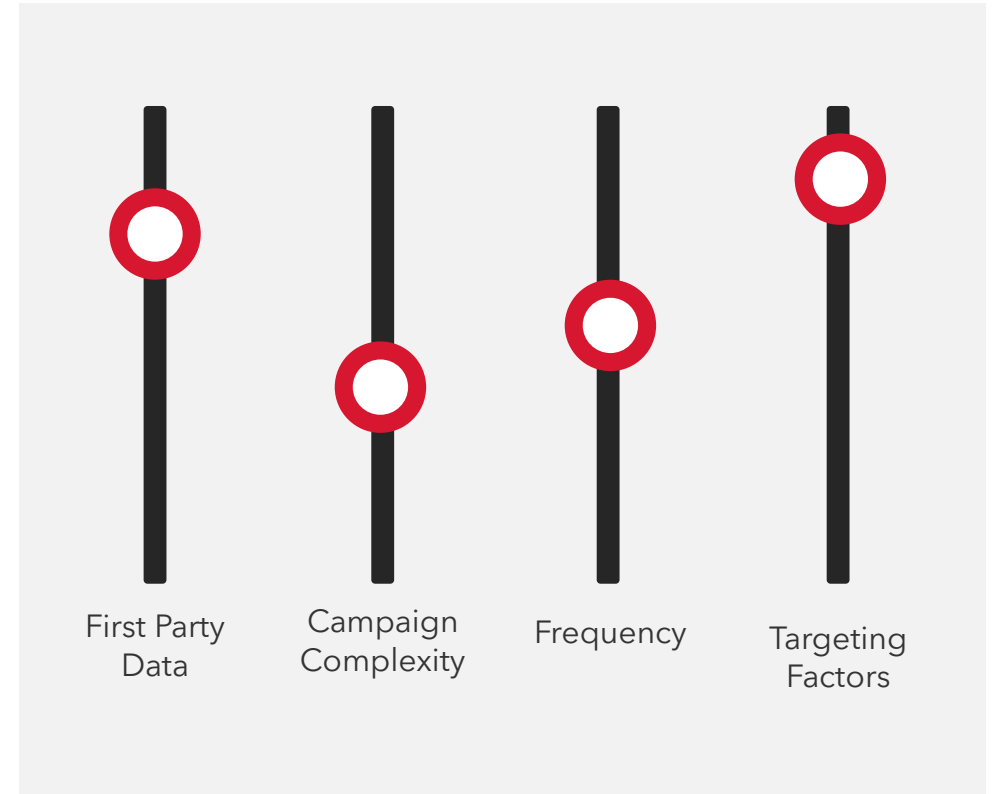 First Party
Data
Campaign
Complexity
Frequency
Targeting
Factors